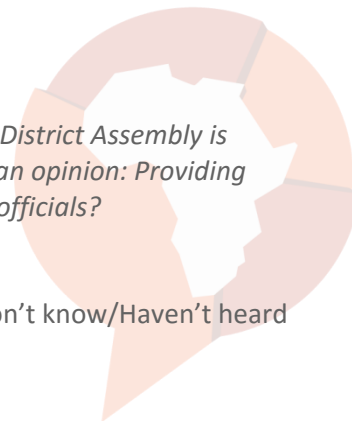 District Assembly is
an opinion: Providing
officials?
on't know/Haven't heard